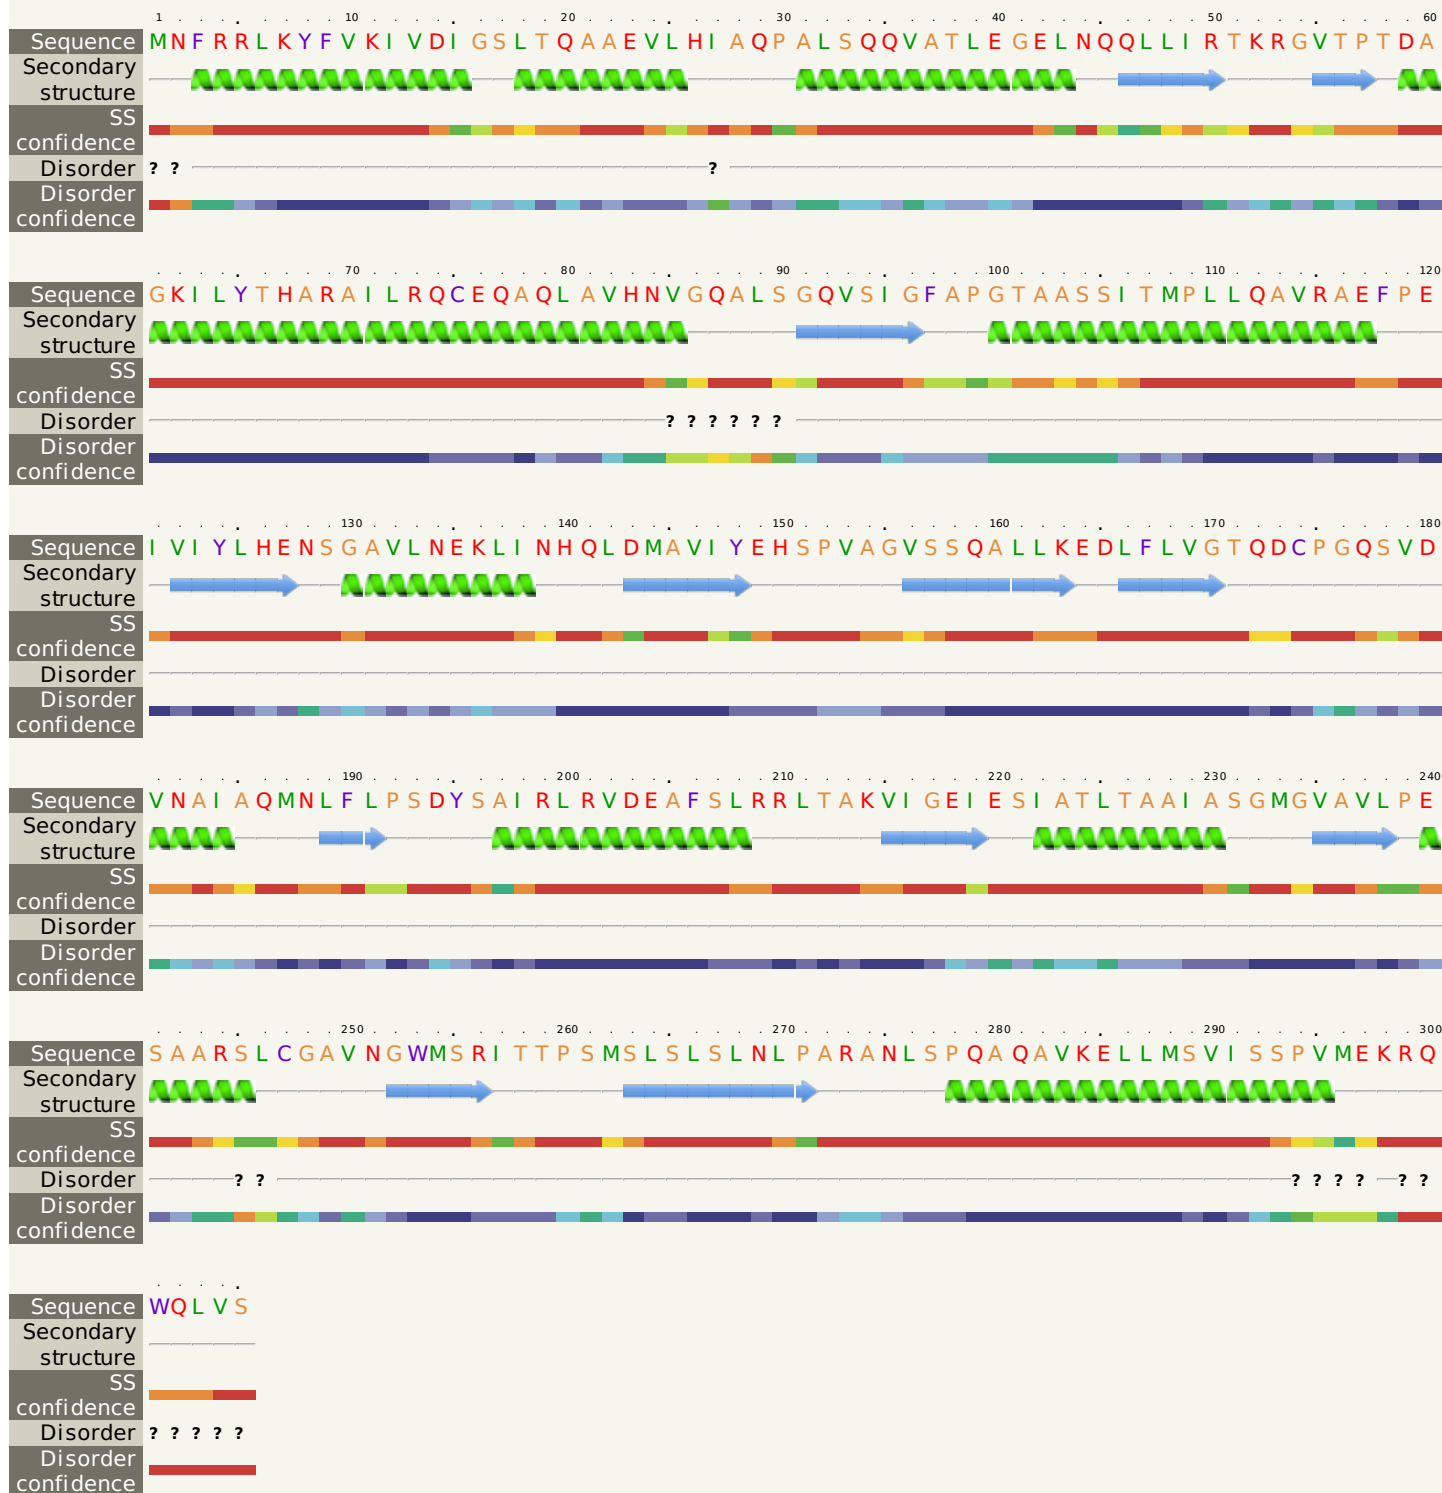 1 . . . . 10 . . . . 20 . . . . 30 . . . . 40 . . . . 50 . . . . 60
Sequence MNFRRLKYFVKIVDIGSLTQAAEVLHIAQPALSQQVATLEGELNQQLLIRTKRGVTPTDA
Secondary
structure
SS
confidence
Disorder ? ? ?
Disorder
confidence
. . . . 70 . . . . 80 . . . . 90 . . . . 100 . . . . 110 . . . . 120
Sequence GKILYTHARAILRQCEQAQLAVHNVGQALSGQVSIGFAPGTAASSITMPLLQAVRAEFPE
Secondary
structure
SS
confidence
Disorder ? ? ? ? ? ?
Disorder
confidence
. . . . 130 . . . . 140 . . . . 150 . . . . 160 . . . . 170 . . . . 180
Sequence IVIYLHENSGAVLNEKLINHQLDMAVIYEHSPVAGVSSQALLKEDLFLVGTQDCPGQSVD
Secondary
structure
SS
confidence
Disorder
Disorder
confidence
. . . . 190 . . . . 200 . . . . 210 . . . . 220 . . . . 230 . . . . 240
Sequence VNAIAQMNLFLPSDYSAIRLRVDEAFSLRRLTAKVIGEIESIATLTAAIASGMGVAVLPE
Secondary
structure
SS
confidence
Disorder
Disorder
confidence
. . . . 250 . . . . 260 . . . . 270 . . . . 280 . . . . 290 . . . . 300
Sequence SAARSLCGAVNGWMSRITTPSMSLSLSLNLPARANLSPQAQAVKELLMSVISSPVMEKRQ
Secondary
structure
SS
confidence
Disorder ? ? ? ? ? ? ? ?
Disorder
confidence
. . . . .
Sequence WQLVS
Secondary
structure
SS
confidence
Disorder ? ? ? ? ?
Disorder
confidence